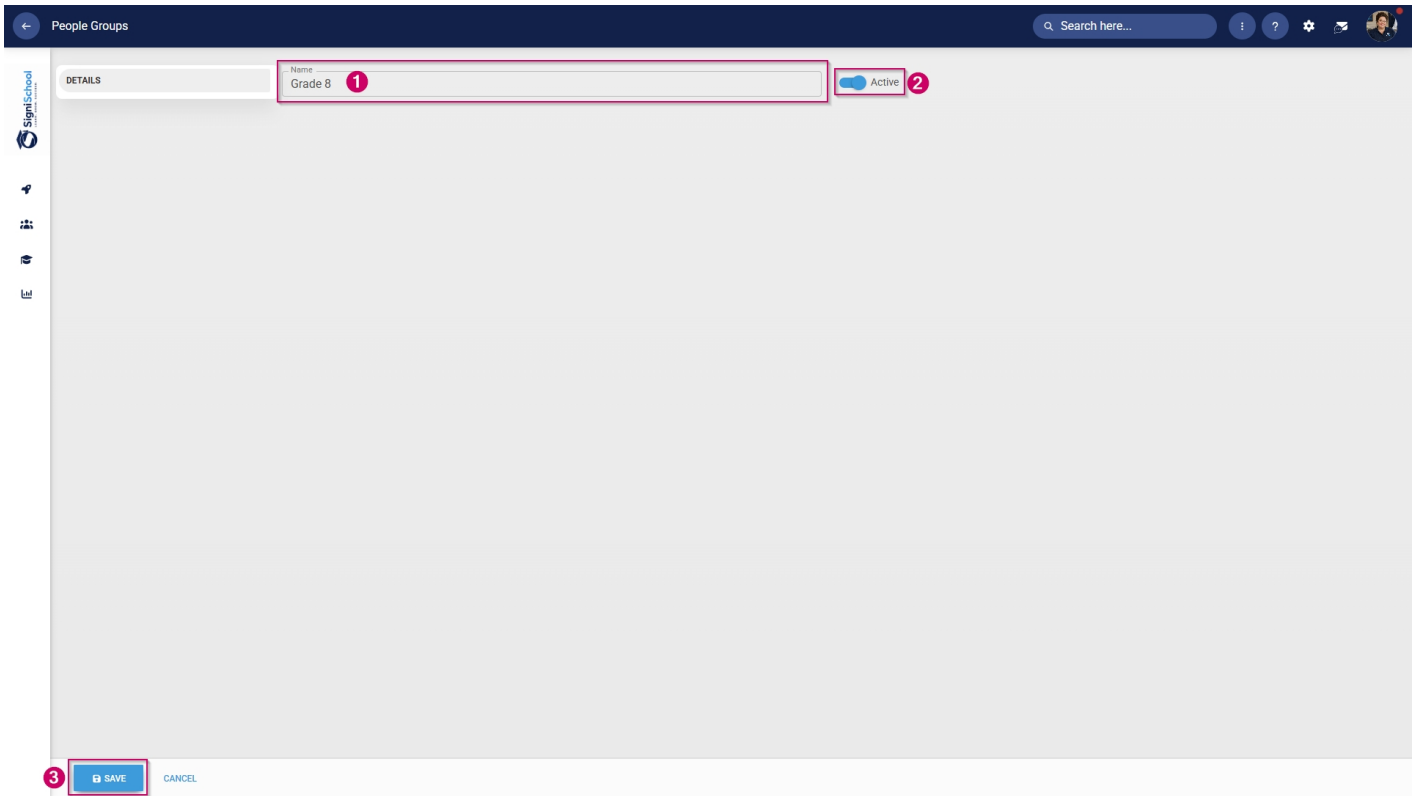 People Groups
Search here...
?
SigniSchool
DETAILS
Name
Grade 8
1
Active
2
3
SAVE
CANCEL